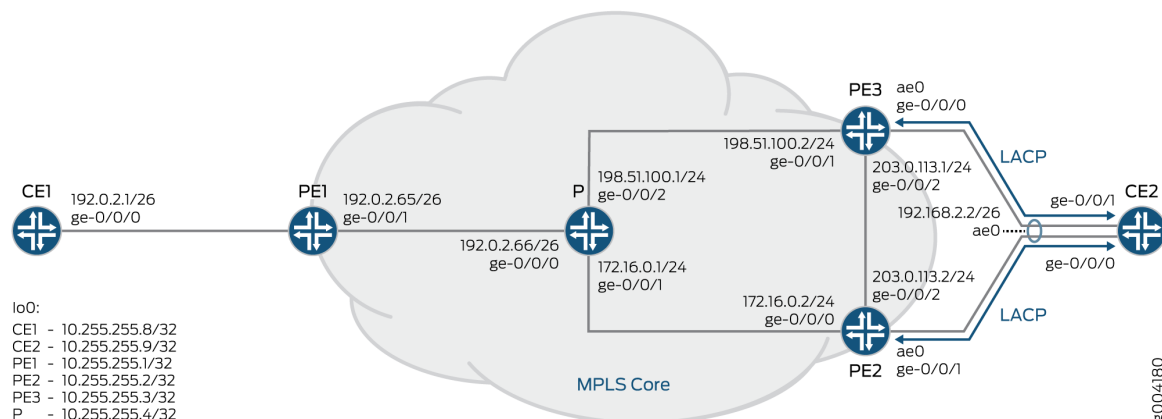 PE3
ae0
ge-0/0/0
198.51.100.2/24
ge-0/0/1
LACP
CE1
192.0.2.1/26
ge-0/0/0
PE1
192.0.2.65/26
ge-0/0/1
P
198.51.100.1/24
ge-0/0/2
203.0.113.1/24
ge-0/0/2
192.168.2.2/26
ae0
ge-0/0/1
CE2
192.0.2.66/26
ge-0/0/0
172.16.0.1/24
ge-0/0/1
ge-0/0/0
203.0.113.2/24
ge-0/0/2
172.16.0.2/24
ge-0/0/0
LACP
ae0
ge-0/0/1
PE2
MPLS Core
lo0:
CE1 - 10.255.255.8/32
CE2 - 10.255.255.9/32
PE1 - 10.255.255.1/32
PE2 - 10.255.255.2/32
PE3 - 10.255.255.3/32
P - 10.255.255.4/32
g004180